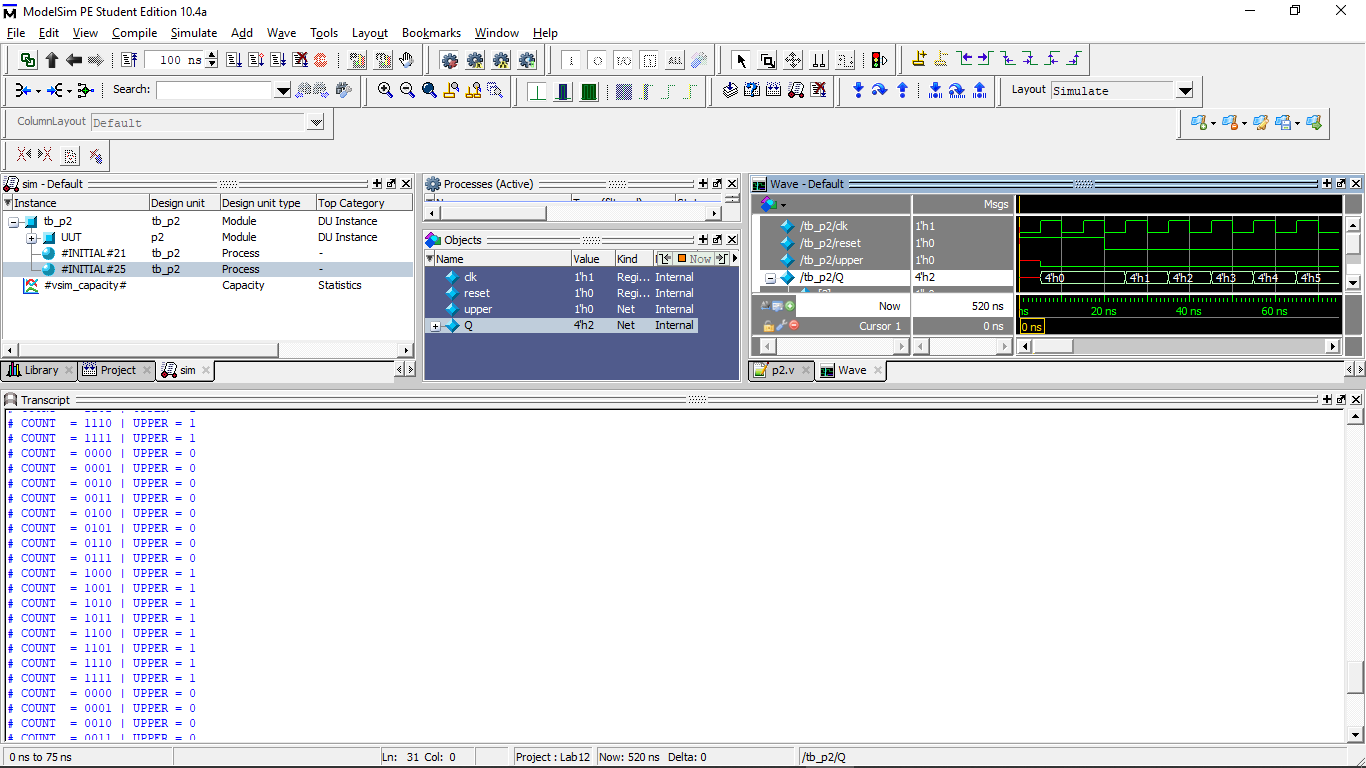 ModelSim PE Student Edition 10.4a
File Edit View Compile Simulate Add Wave Tools Layout Bookmarks Window Help
100 ns
ALL
Search:
Layout Simulate
ColumnLayout Default
sim - Default
Instance Design unit Design unit type Top Category
tb_p2 tb_p2 Module DU Instance
UUT p2 Module DU Instance
#INITIAL#21 tb_p2 Process -
#INITIAL#25 tb_p2 Process -
#vsim_capacity# Capacity Statistics
Library Project sim
Processes (Active)
Objects
Name Value Kind Now
clk 1'h1 Regi... Internal
reset 1'h0 Regi... Internal
upper 1'h0 Net Internal
Q 4'h2 Net Internal
Wave - Default
Msgs
/tb_p2/clk 1'h1
/tb_p2/reset 1'h0
/tb_p2/upper 1'h0
/tb_p2/Q 4'h2 4'h0 4'h1 4'h2 4'h3 4'h4 4'h5
Now 520 ns ns 20 ns 40 ns 60 ns
Cursor 1 0 ns 0 ns
p2.v Wave
Transcript
# COUNT = 1110 | UPPER = 1
# COUNT = 1111 | UPPER = 1
# COUNT = 0000 | UPPER = 0
# COUNT = 0001 | UPPER = 0
# COUNT = 0010 | UPPER = 0
# COUNT = 0011 | UPPER = 0
# COUNT = 0100 | UPPER = 0
# COUNT = 0101 | UPPER = 0
# COUNT = 0110 | UPPER = 0
# COUNT = 0111 | UPPER = 0
# COUNT = 1000 | UPPER = 1
# COUNT = 1001 | UPPER = 1
# COUNT = 1010 | UPPER = 1
# COUNT = 1011 | UPPER = 1
# COUNT = 1100 | UPPER = 1
# COUNT = 1101 | UPPER = 1
# COUNT = 1110 | UPPER = 1
# COUNT = 1111 | UPPER = 1
# COUNT = 0000 | UPPER = 0
# COUNT = 0001 | UPPER = 0
# COUNT = 0010 | UPPER = 0
# COUNT = 0011 | UPPER = 0
0 ns to 75 ns Ln: 31 Col: 0 Project : Lab12 Now: 520 ns Delta: 0 /tb_p2/Q